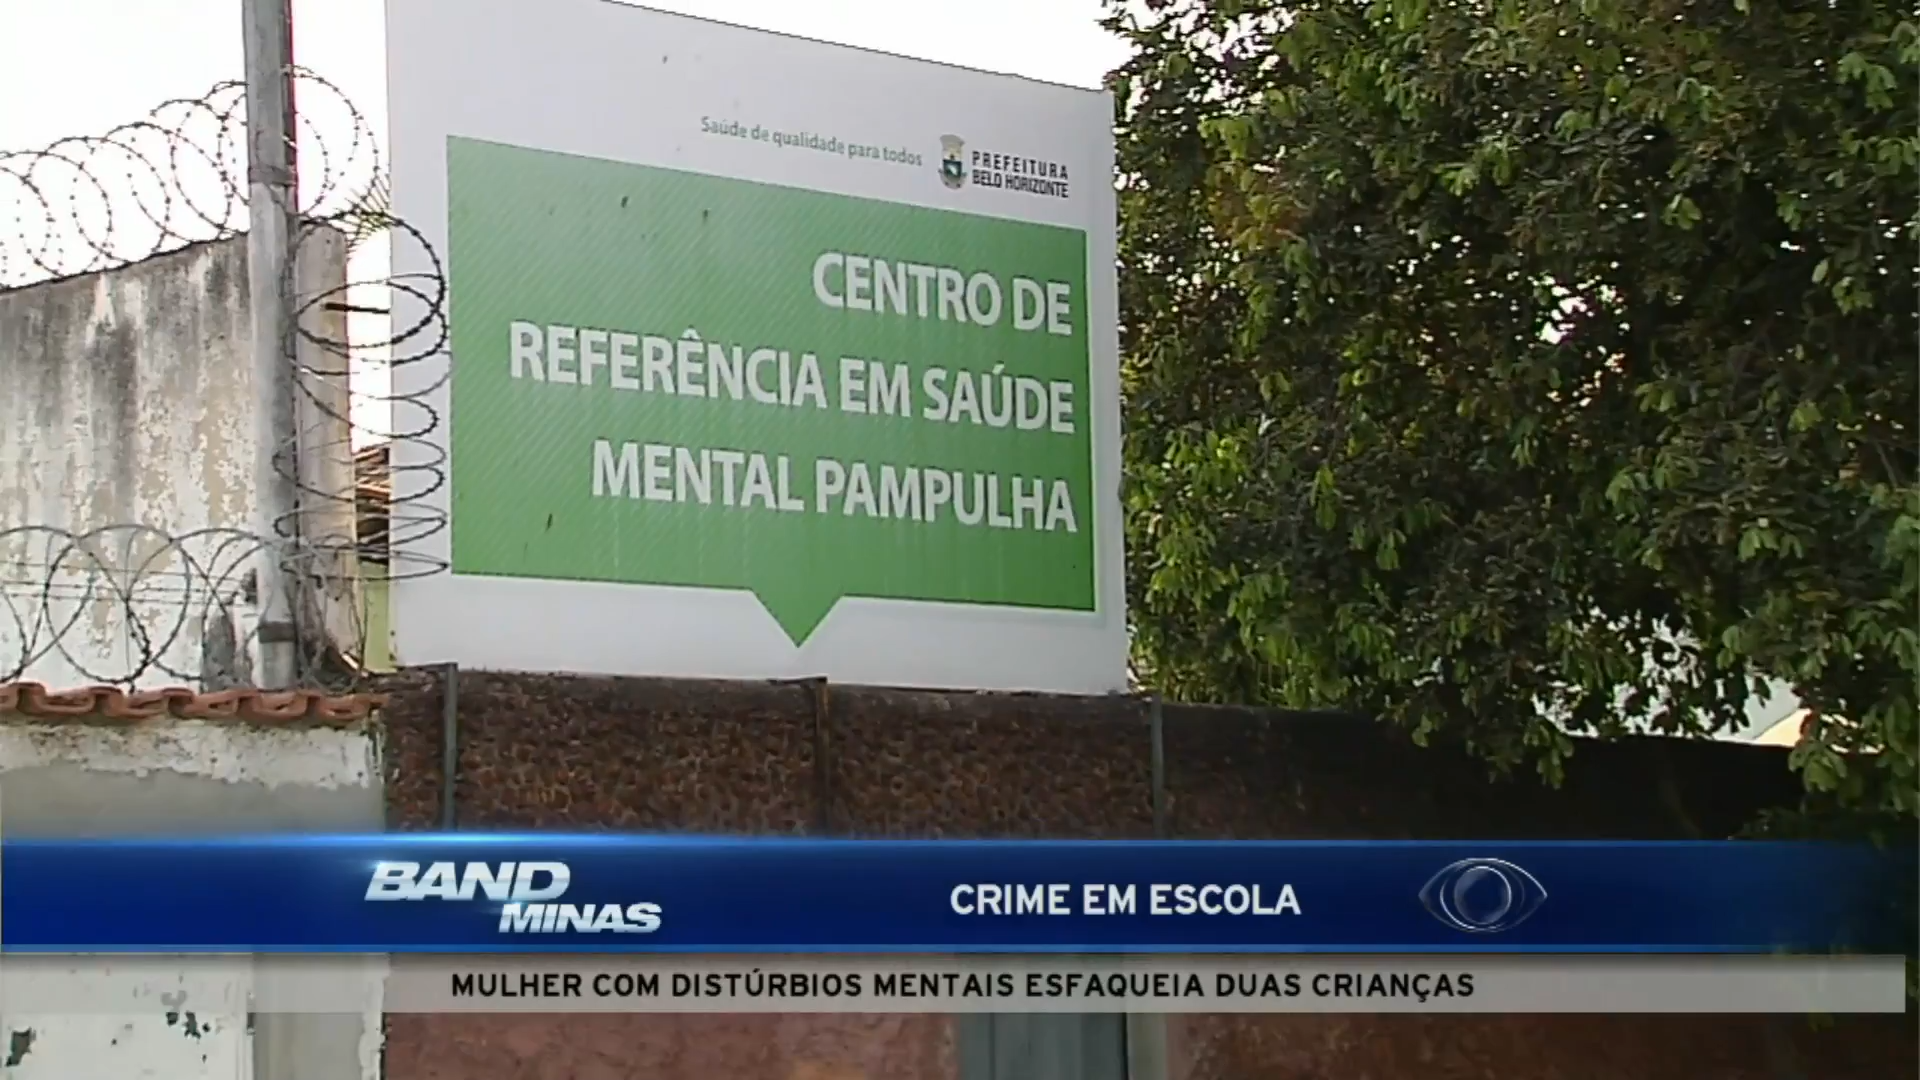 Saúde de qualidade para todos
PREFEITURA
BELO HORIZONTE
CENTRO DE
REFERÊNCIA EM SAÚDE
MENTAL PAMPULHA
BAND
MINAS
CRIME EM ESCOLA
MULHER COM DISTÚRBIOS MENTAIS ESFAQUEIA DUAS CRIANÇAS